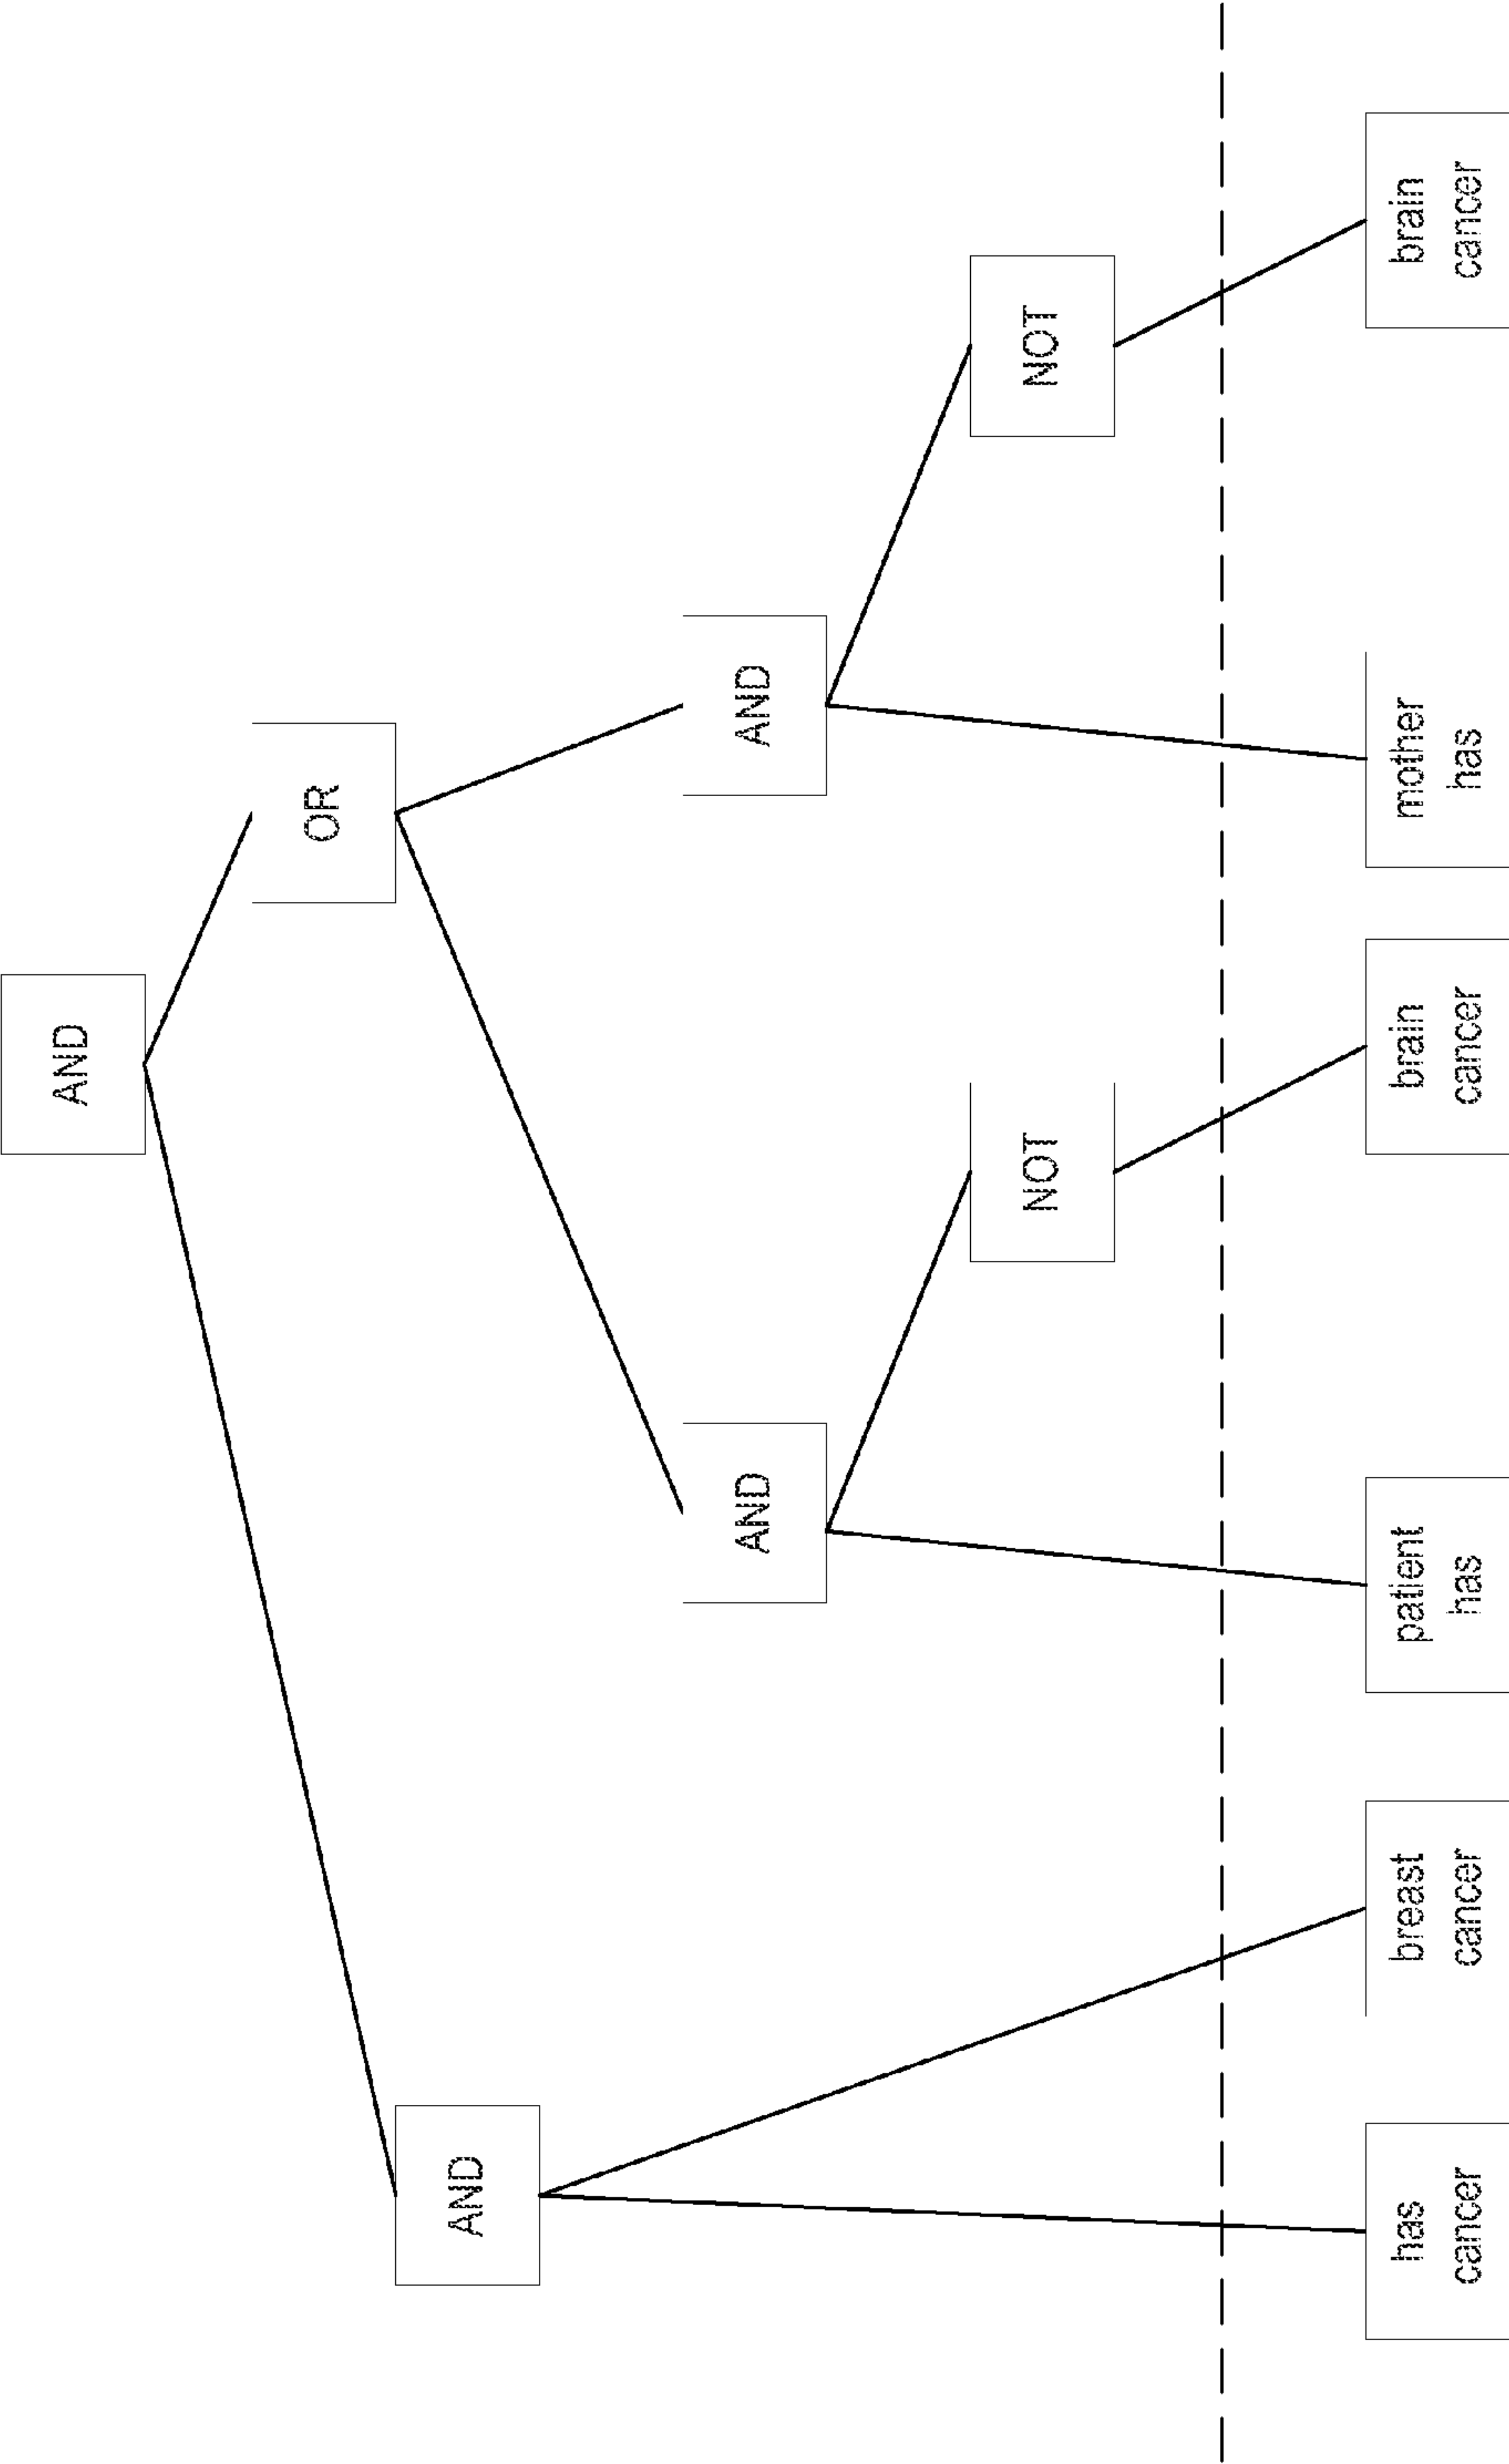 AND
OR
AND
AND
AND
NOT
NOT
has
cancer
breast
cancer
patient
has
brain
cancer
mother
has
brain
cancer